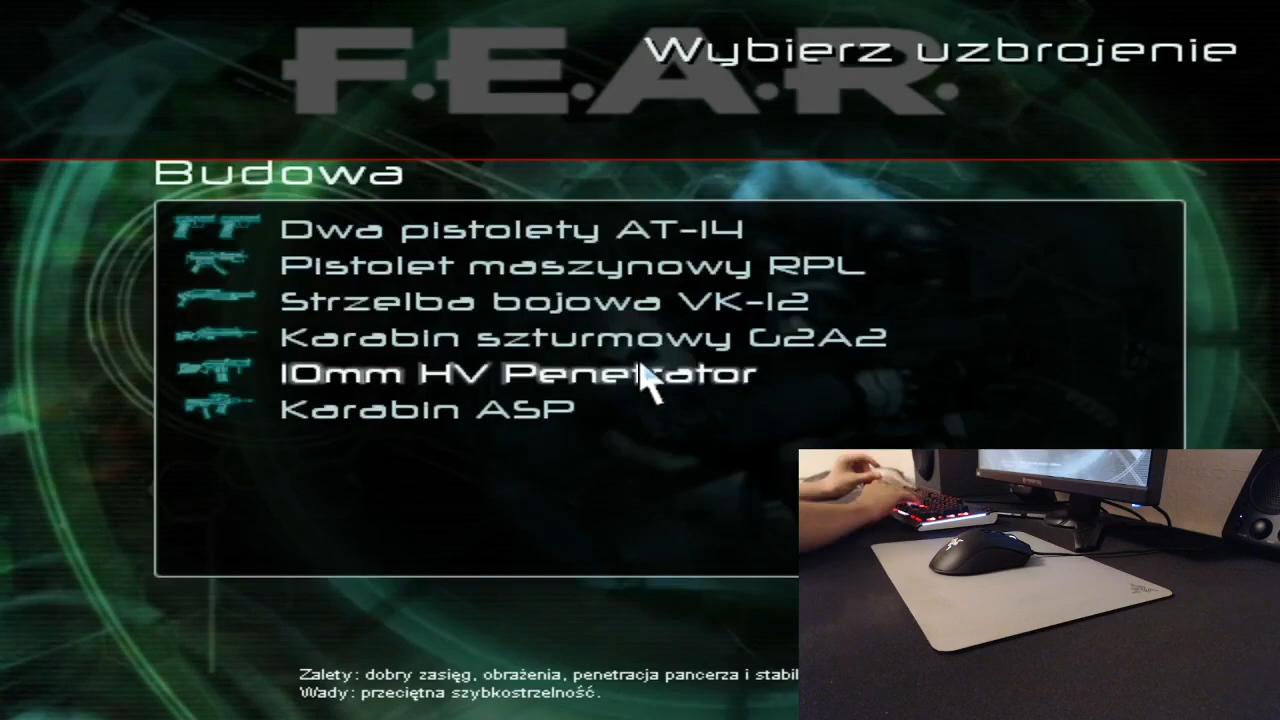 F.E.A.R.
Wybierz uzbrojenie
Budowa
Dwa pistolety AT-14
Pistolet maszynowy RPL
Strzelba bojowa VK-12
Karabin szturmowy G2A2
10mm HV Penetrator
Karabin ASP
Zalety: dobry zasięg, obrażenia, penetracja pancerza i stabil
Wady: przeciętna szybkostrzelność.